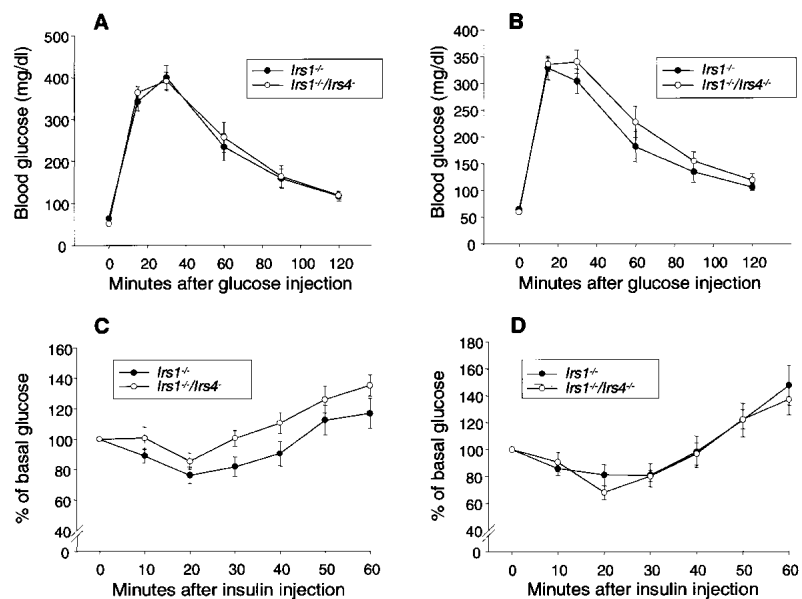 A
Blood glucose (mg/dl)
500
400
300
200
100
0
Irs1-/-
Irs1-/-/Irs4-
0 20 40 60 80 100 120
Minutes after glucose injection
B
Blood glucose (mg/dl)
400
350
300
250
200
150
100
50
0
Irs1-/-
Irs1-/-/Irs4-/-
0 20 40 60 80 100 120
Minutes after glucose injection
C
% of basal glucose
160
140
120
100
80
60
40
0
Irs1-/-
Irs1-/-/Irs4-
0 10 20 30 40 50 60
Minutes after insulin injection
D
% of basal glucose
180
160
140
120
100
80
60
40
0
Irs1-/-
Irs1-/-/Irs4-/-
0 10 20 30 40 50 60
Minutes after insulin injection